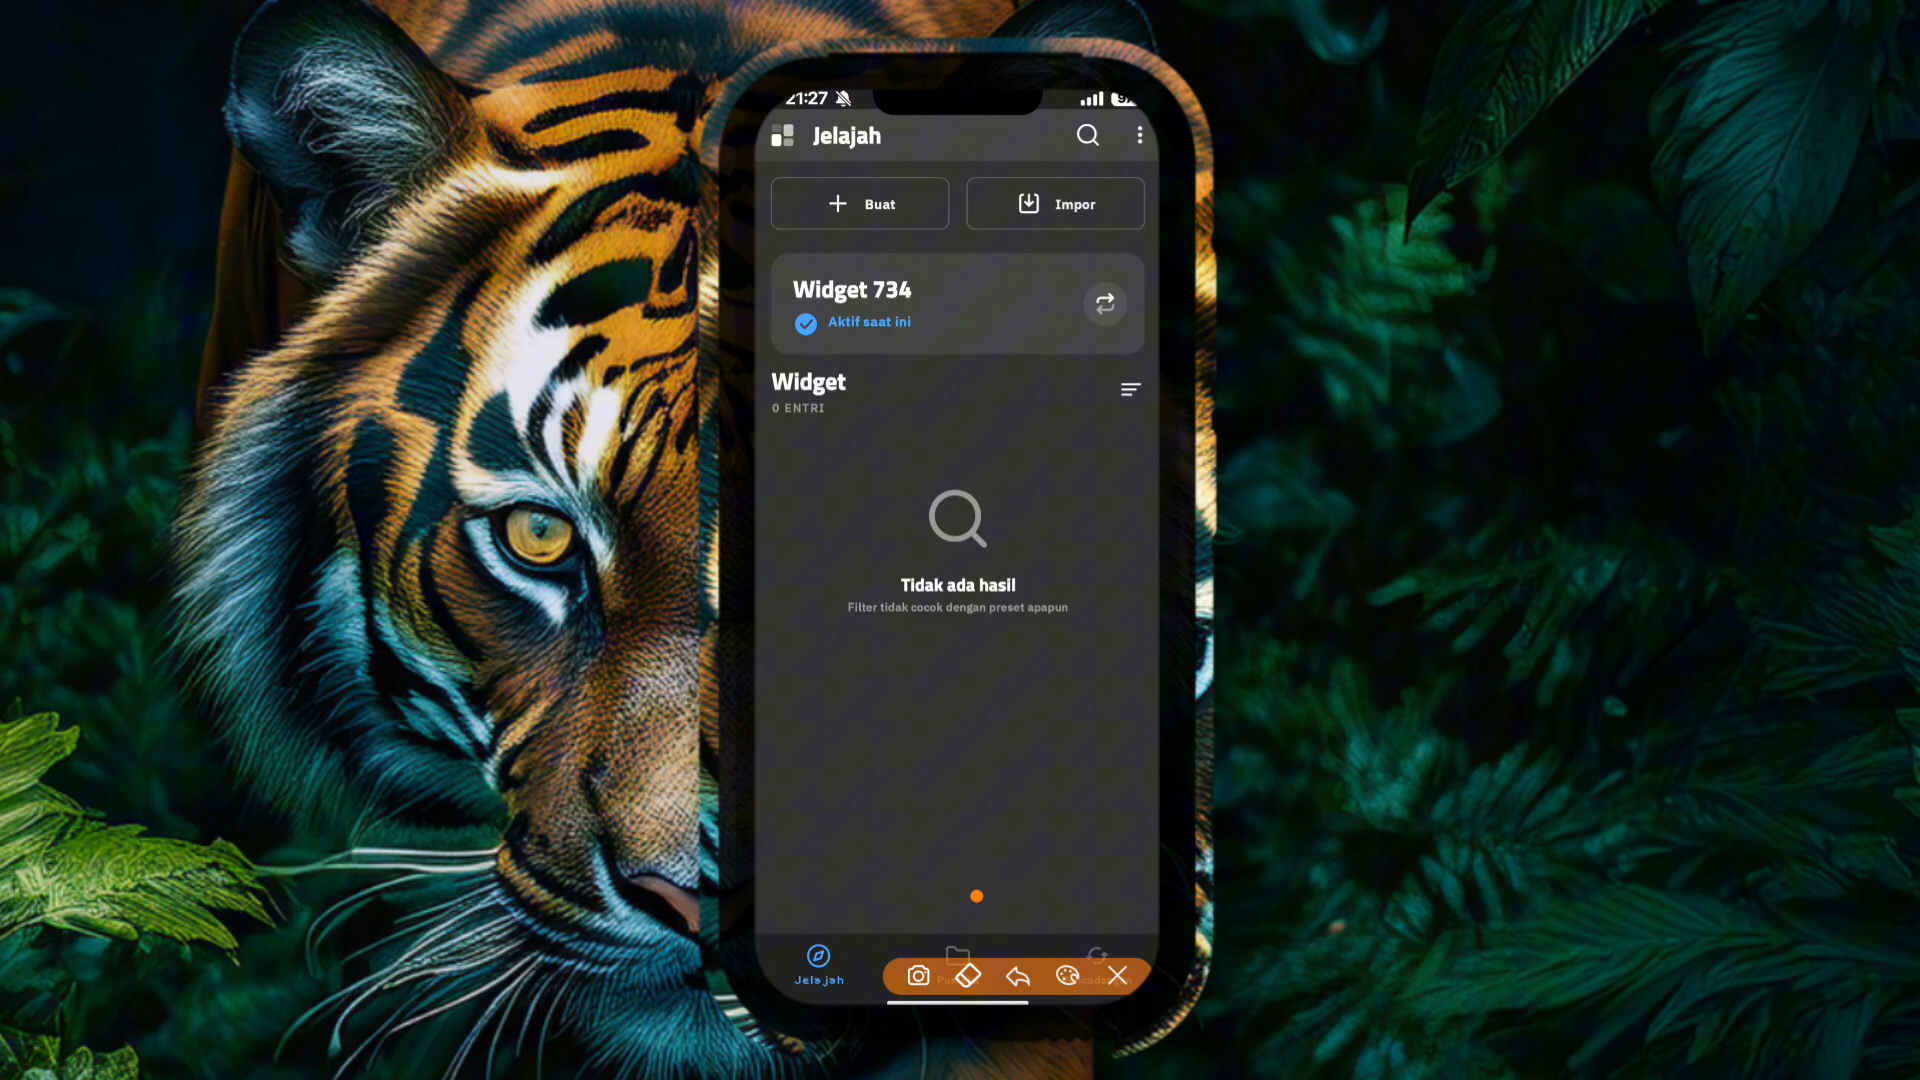 21:27
Jelajah
Buat
Impor
Widget 734
Aktif saat ini
Widget
0 ENTRI
Tidak ada hasil
Filter tidak cocok dengan preset apapun
Jelajah